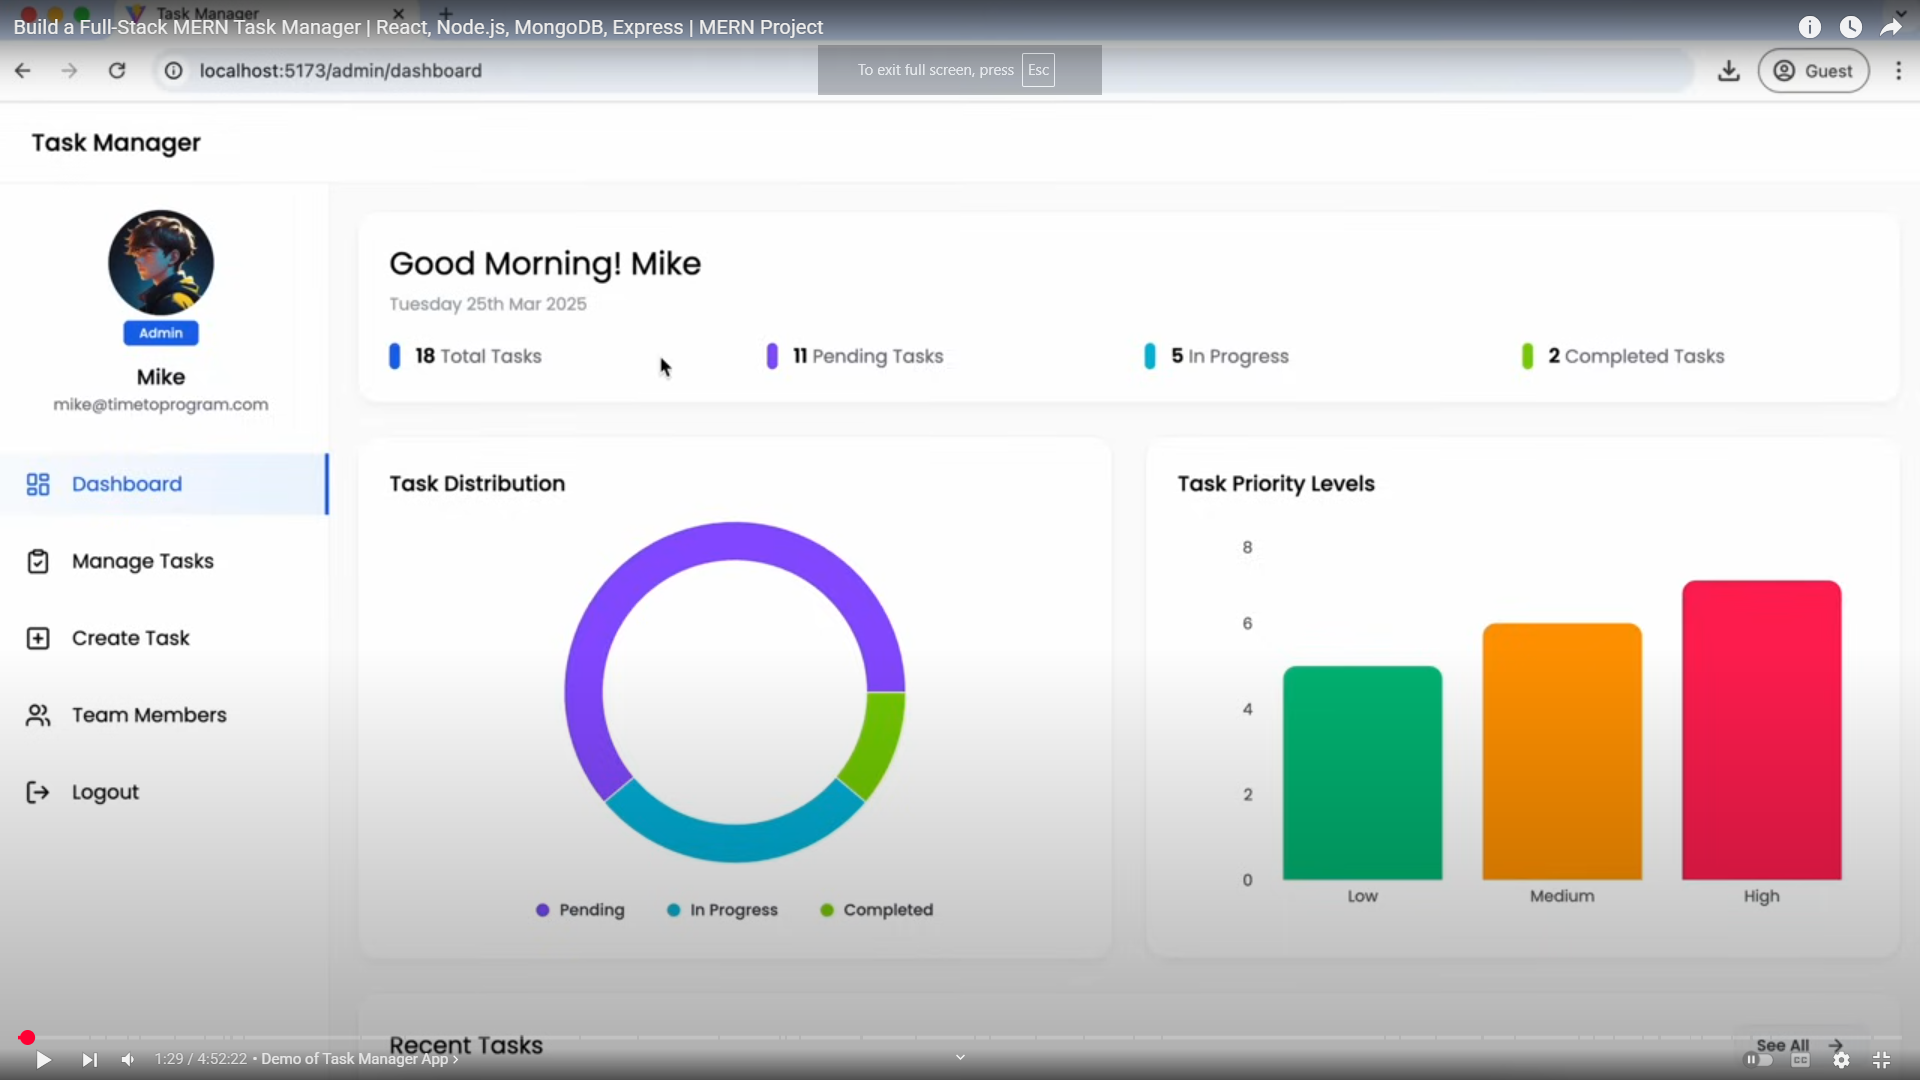 Task Manager
Build a Full-Stack MERN Task Manager | React, Node.js, MongoDB, Express | MERN Project
localhost:5173/admin/dashboard
To exit full screen, press Esc
Guest
Task Manager
Admin
Mike
mike@timetoprogram.com
Dashboard
Manage Tasks
Create Task
Team Members
Logout
Good Morning! Mike
Tuesday 25th Mar 2025
18 Total Tasks
11 Pending Tasks
5 In Progress
2 Completed Tasks
Task Distribution
Pending
In Progress
Completed
Task Priority Levels
8
6
4
2
0
Low
Medium
High
Recent Tasks
See All
1:29 / 4:52:22 • Demo of Task Manager App
CC